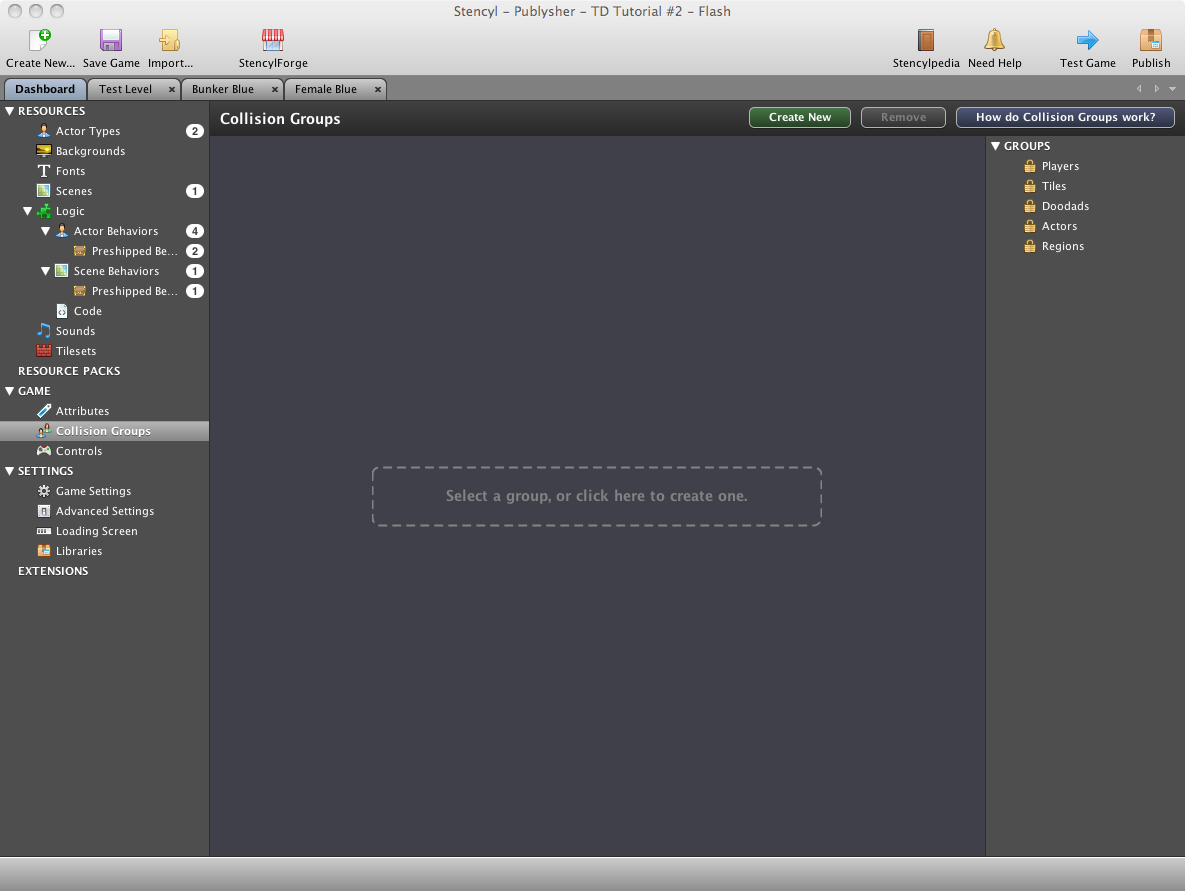 Stencyl – Publysher – TD Tutorial #2 – Flash
Create New... Save Game Import... StencylForge Stencylpedia Need Help Test Game Publish
Dashboard Test Level Bunker Blue Female Blue
RESOURCES
Actor Types 2
Backgrounds
Fonts
Scenes 1
Logic
Actor Behaviors 4
Preshipped Be... 2
Scene Behaviors 1
Preshipped Be... 1
Code
Sounds
Tilesets
RESOURCE PACKS
GAME
Attributes
Collision Groups
Controls
SETTINGS
Game Settings
Advanced Settings
Loading Screen
Libraries
EXTENSIONS
Collision Groups Create New Remove How do Collision Groups work?
Select a group, or click here to create one.
GROUPS
Players
Tiles
Doodads
Actors
Regions